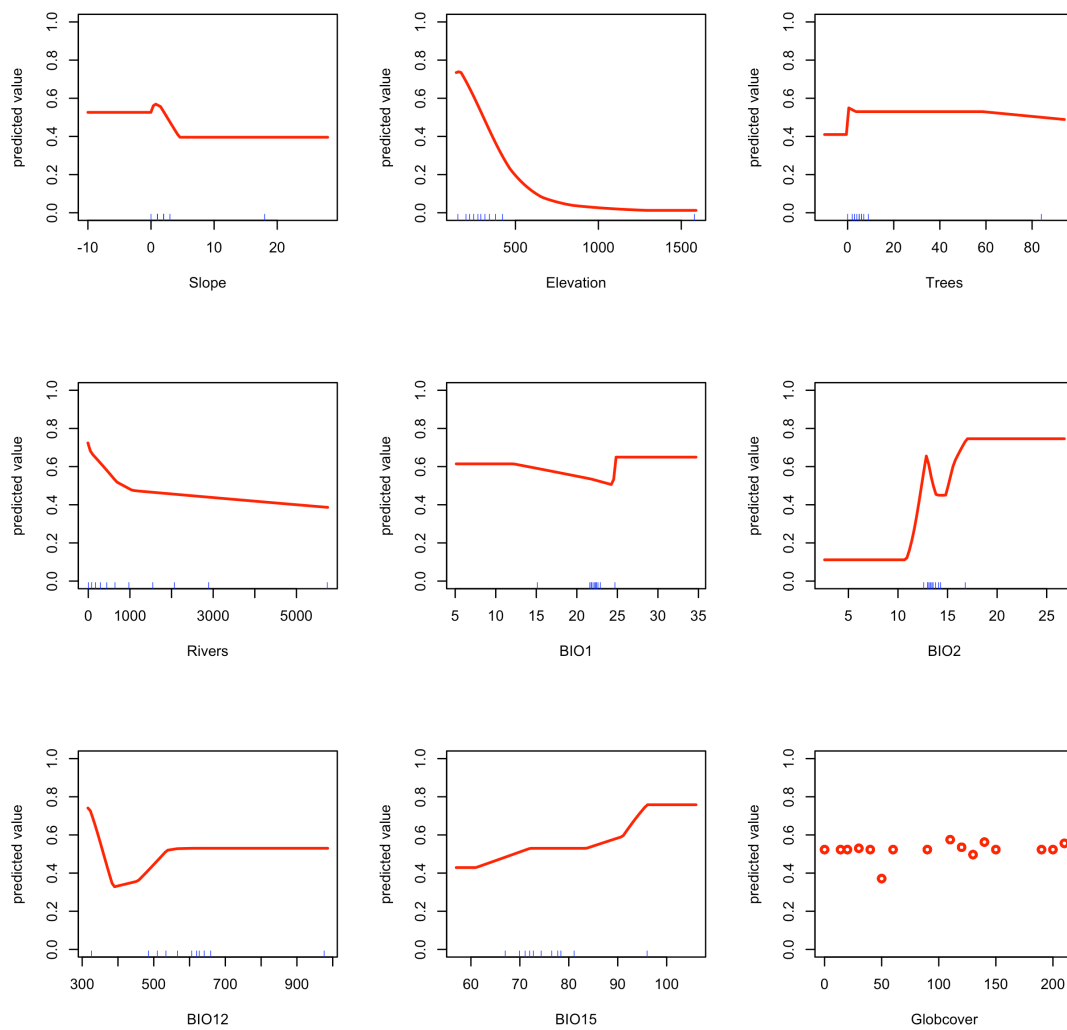 predicted value
0.0 0.2 0.4 0.6 0.8 1.0
-10 0 10 20
Slope
predicted value
0.0 0.2 0.4 0.6 0.8 1.0
500 1000 1500
Elevation
predicted value
0.0 0.2 0.4 0.6 0.8 1.0
0 20 40 60 80
Trees
predicted value
0.0 0.2 0.4 0.6 0.8 1.0
0 1000 3000 5000
Rivers
predicted value
0.0 0.2 0.4 0.6 0.8 1.0
5 10 15 20 25 30 35
BIO1
predicted value
0.0 0.2 0.4 0.6 0.8 1.0
5 10 15 20 25
BIO2
predicted value
0.0 0.2 0.4 0.6 0.8 1.0
300 500 700 900
BIO12
predicted value
0.0 0.2 0.4 0.6 0.8 1.0
60 70 80 90 100
BIO15
predicted value
0.0 0.2 0.4 0.6 0.8 1.0
0 50 100 150 200
Globcover